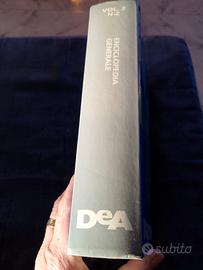 VOL. 2
N-Z
ENCICLOPEDIA
GENERALE
DeA
subito